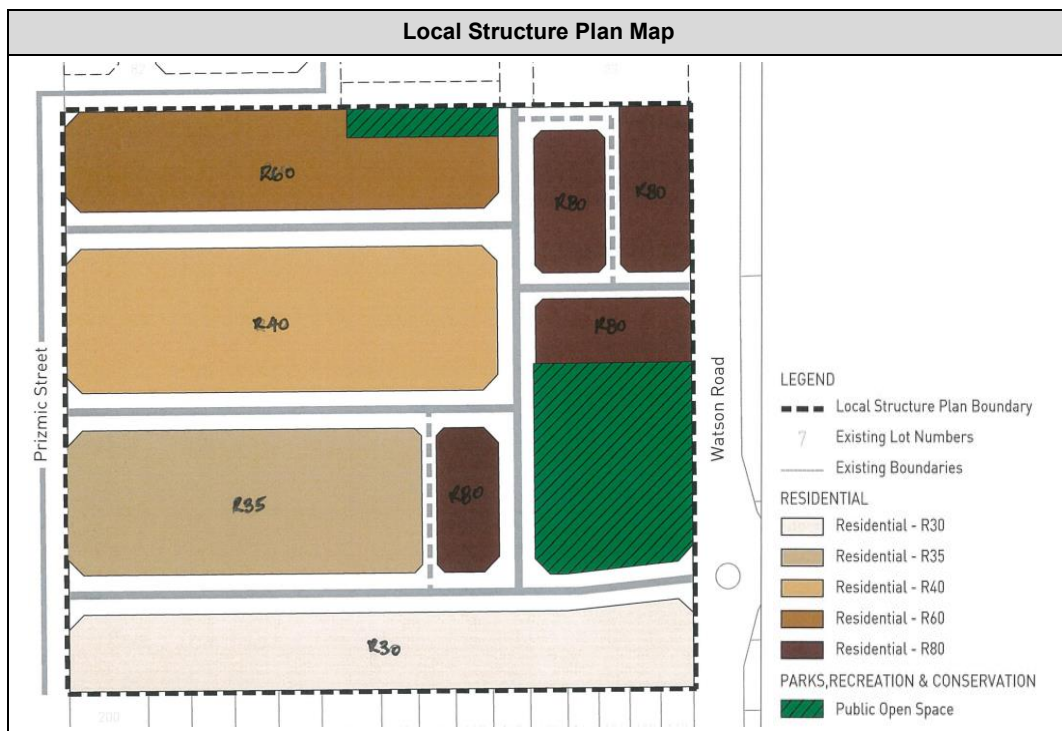 Local Structure Plan Map
R60
R80
R80
R40
R80
Prizmic Street
Watson Road
R35
R80
R30
200
LEGEND
Local Structure Plan Boundary
7 Existing Lot Numbers
Existing Boundaries
RESIDENTIAL
Residential - R30
Residential - R35
Residential - R40
Residential - R60
Residential - R80
PARKS,RECREATION & CONSERVATION
Public Open Space